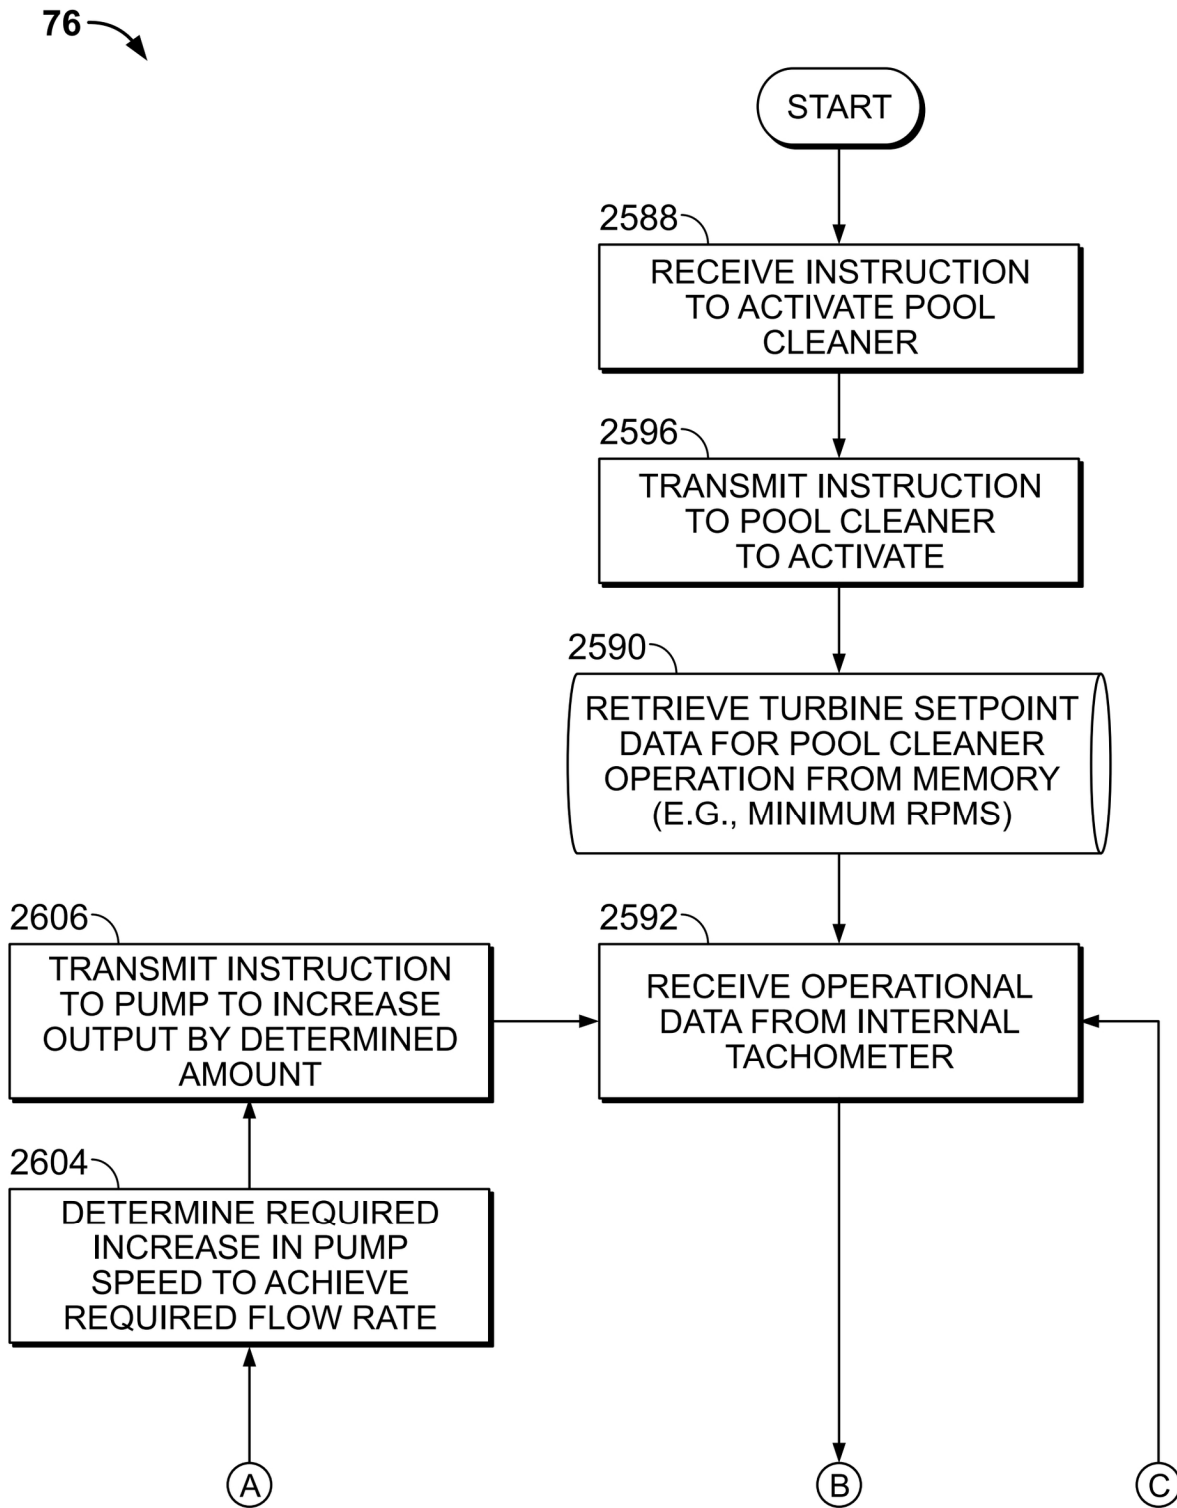 76
START
2588
RECEIVE INSTRUCTION
TO ACTIVATE POOL
CLEANER
2596
TRANSMIT INSTRUCTION
TO POOL CLEANER
TO ACTIVATE
2590
RETRIEVE TURBINE SETPOINT
DATA FOR POOL CLEANER
OPERATION FROM MEMORY
(E.G., MINIMUM RPMS)
2606
TRANSMIT INSTRUCTION
TO PUMP TO INCREASE
OUTPUT BY DETERMINED
AMOUNT
2592
RECEIVE OPERATIONAL
DATA FROM INTERNAL
TACHOMETER
2604
DETERMINE REQUIRED
INCREASE IN PUMP
SPEED TO ACHIEVE
REQUIRED FLOW RATE
A
B
C